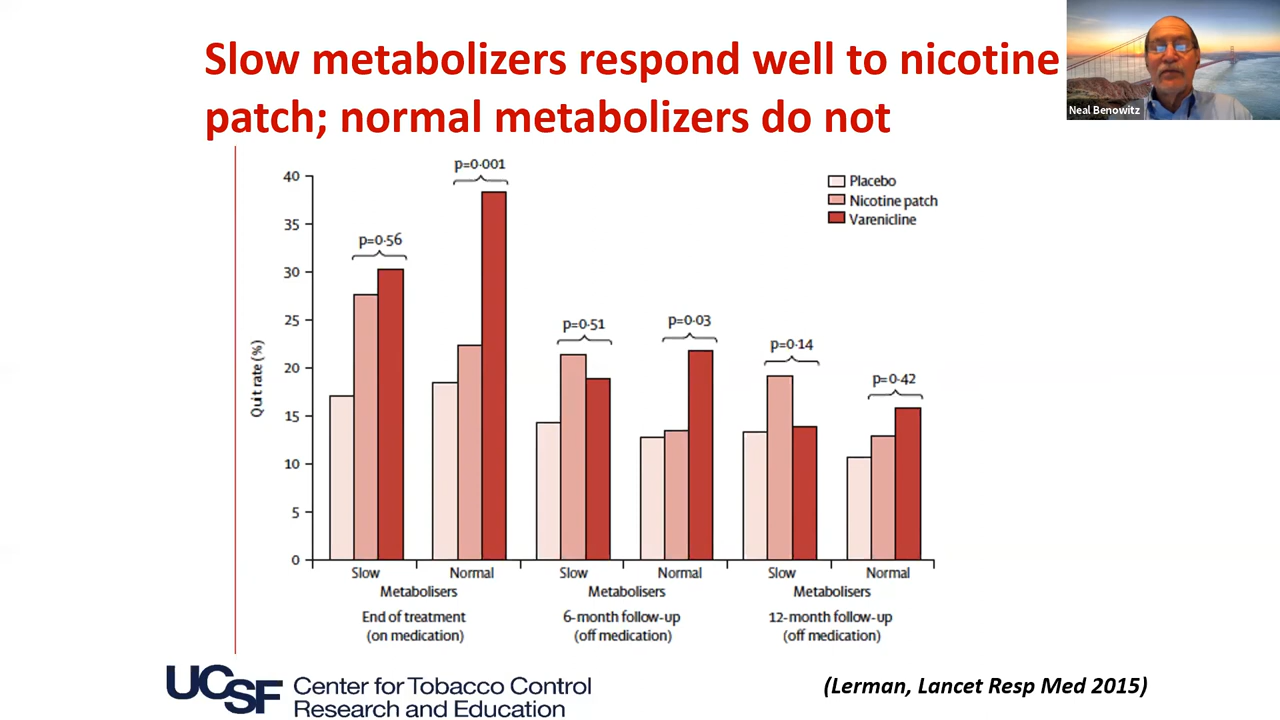 Slow metabolizers respond well to nicotine
patch; normal metabolizers do not
Neal Benowitz
p=0·001
40
Placebo
Nicotine patch
Varenicline
35
p=0·56
30
25
p=0·51
p=0·03
p=0·14
20
p=0·42
Quit rate (%)
15
10
5
0
Slow
Normal
Slow
Normal
Slow
Normal
Metabolisers
Metabolisers
Metabolisers
End of treatment
(on medication)
6-month follow-up
(off medication)
12-month follow-up
(off medication)
UCSF
Center for Tobacco Control
Research and Education
(Lerman, Lancet Resp Med 2015)